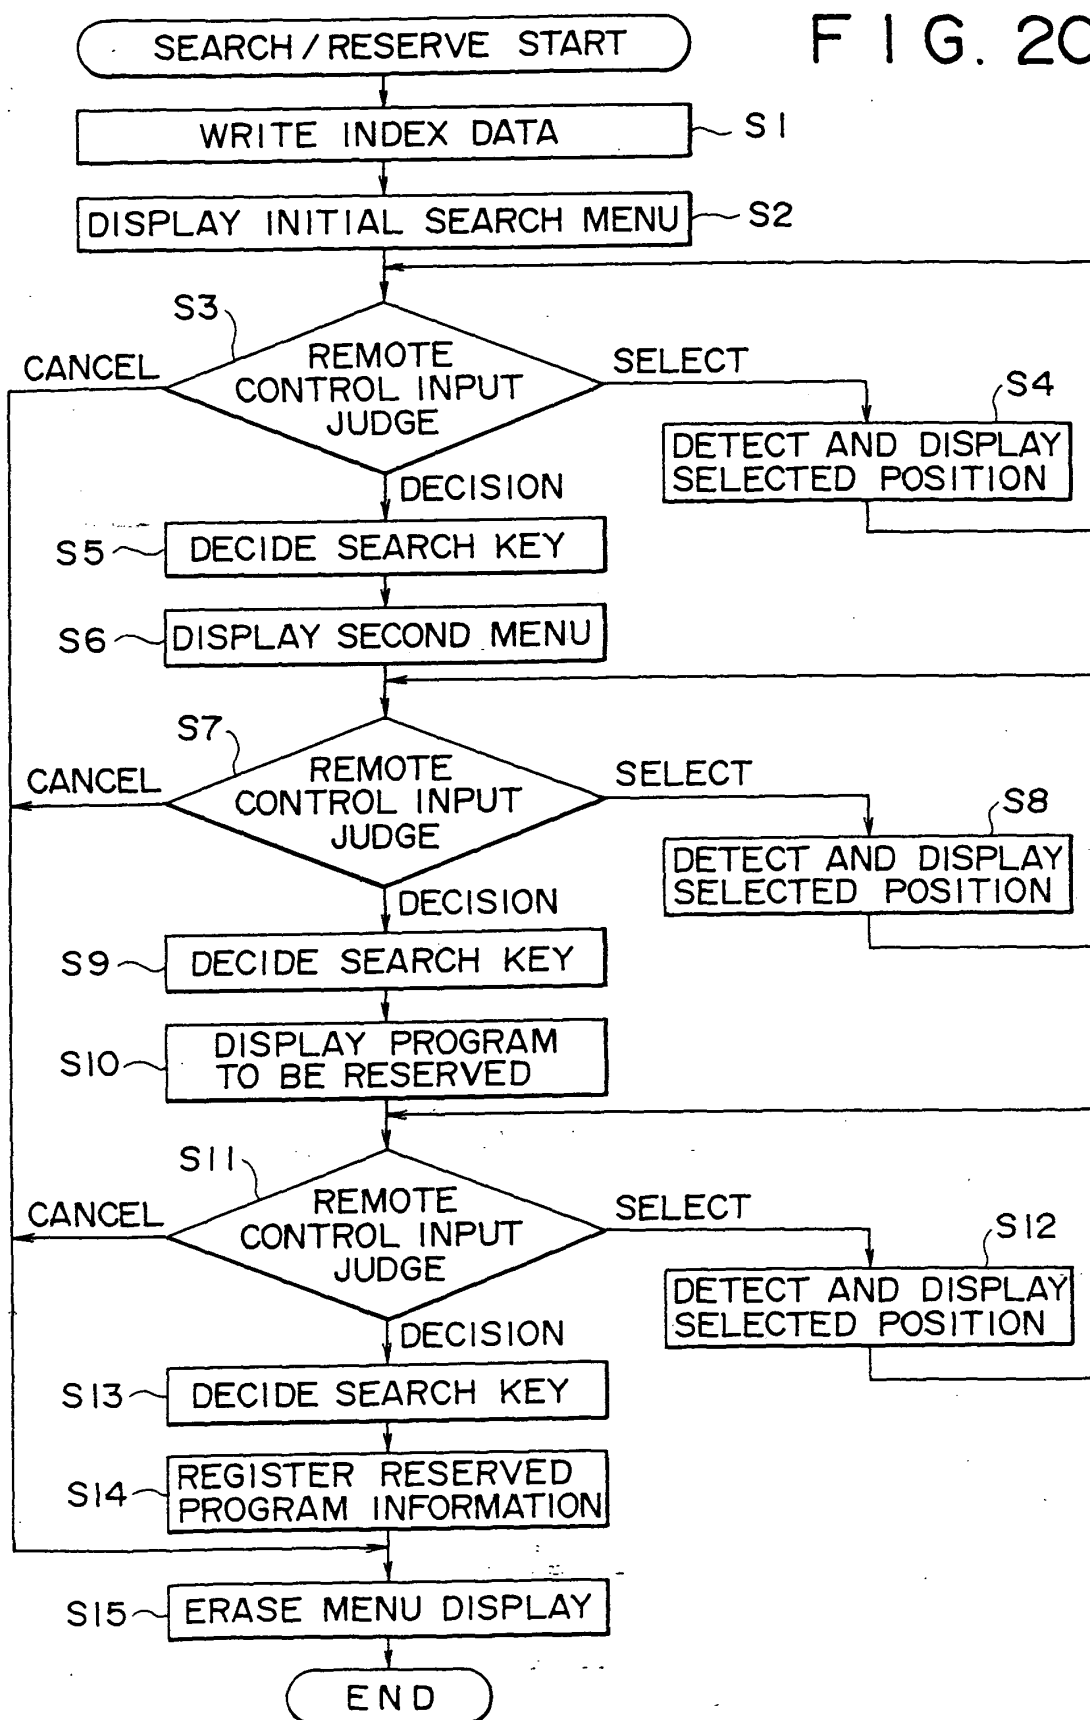 FIG. 20
SEARCH/RESERVE START
WRITE INDEX DATA
S1
DISPLAY INITIAL SEARCH MENU
S2
S3
CANCEL
REMOTE
CONTROL INPUT
JUDGE
SELECT
S4
DETECT AND DISPLAY
SELECTED POSITION
DECISION
S5
DECIDE SEARCH KEY
S6
DISPLAY SECOND MENU
S7
CANCEL
REMOTE
CONTROL INPUT
JUDGE
SELECT
S8
DETECT AND DISPLAY
SELECTED POSITION
DECISION
S9
DECIDE SEARCH KEY
S10
DISPLAY PROGRAM
TO BE RESERVED
S11
CANCEL
REMOTE
CONTROL INPUT
JUDGE
SELECT
S12
DETECT AND DISPLAY
SELECTED POSITION
DECISION
S13
DECIDE SEARCH KEY
S14
REGISTER RESERVED
PROGRAM INFORMATION
S15
ERASE MENU DISPLAY
END